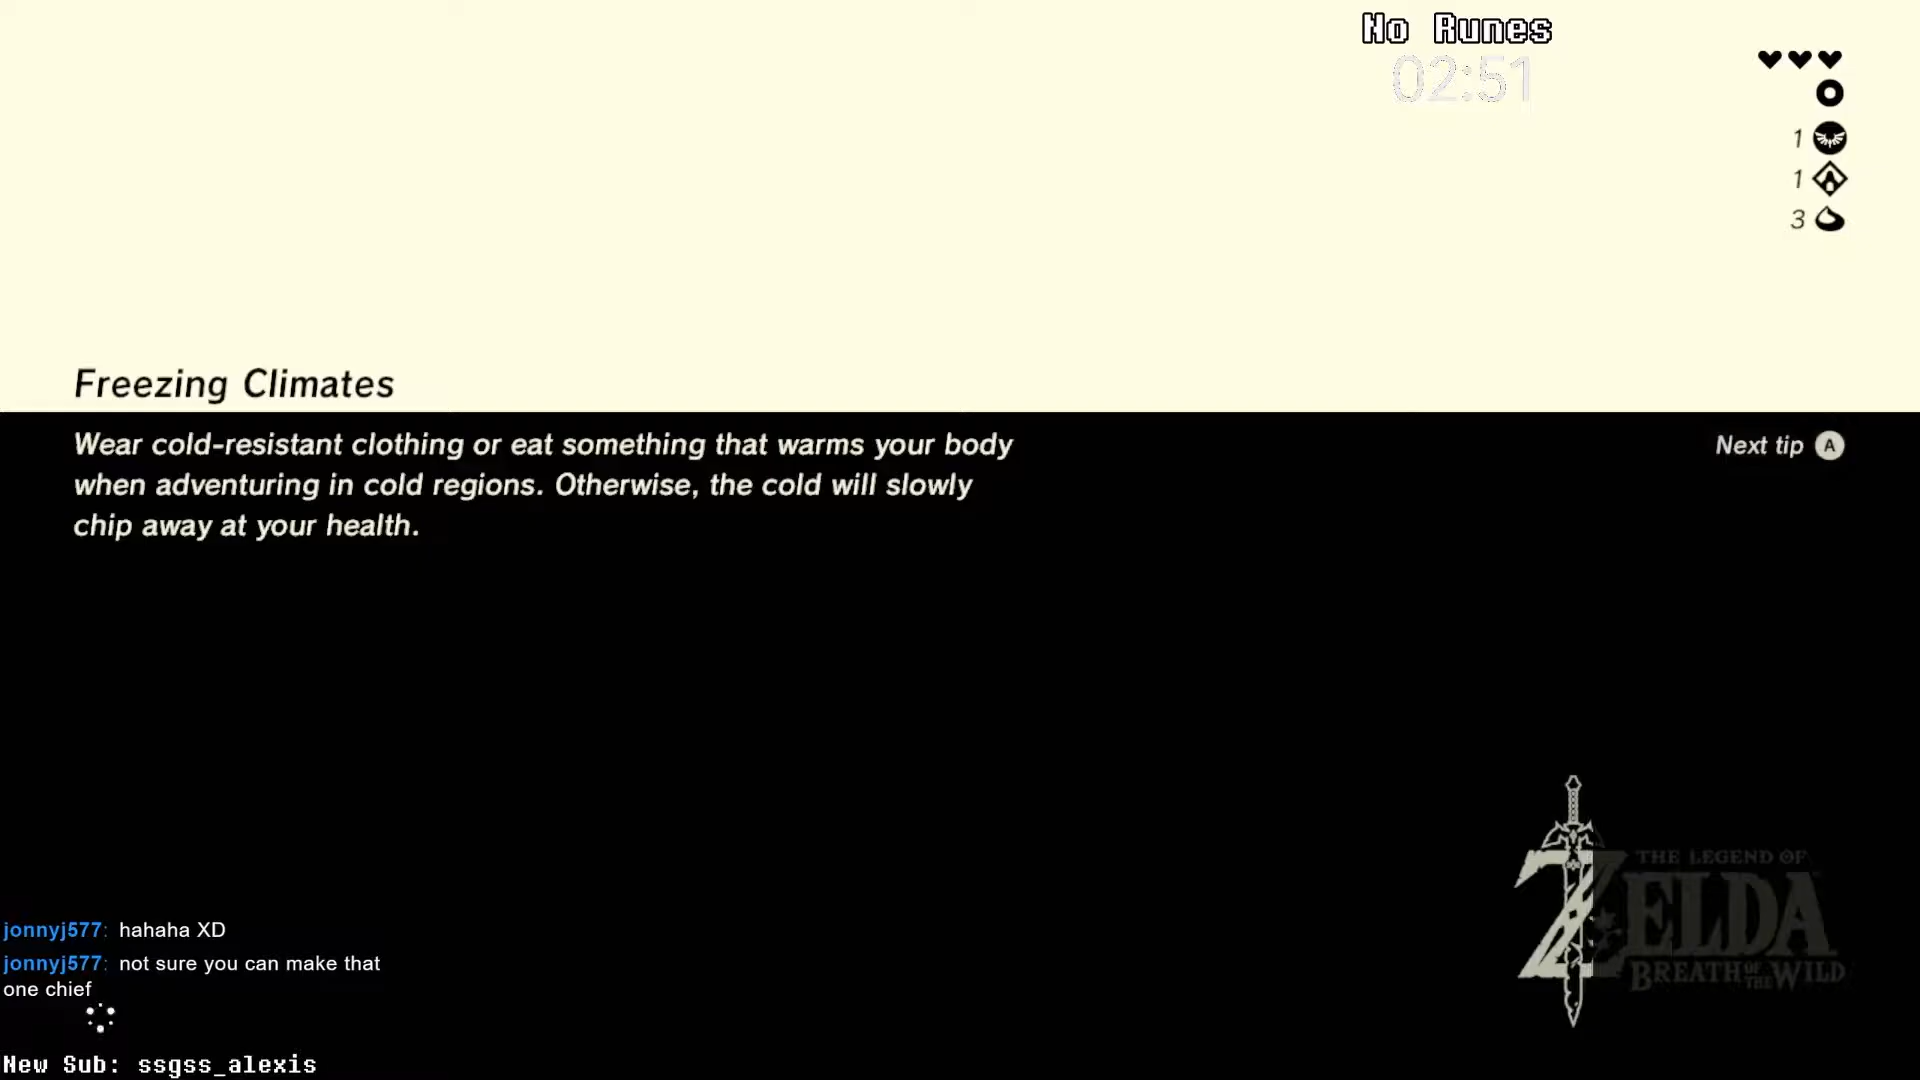 No Runes
02:51
1
1
3
Freezing Climates
Wear cold-resistant clothing or eat something that warms your body
when adventuring in cold regions. Otherwise, the cold will slowly
chip away at your health.
Next tip A
THE LEGEND OF
ZELDA
BREATH OF THE WILD
jonnyj577: hahaha XD
jonnyj577: not sure you can make that
one chief
New Sub: ssgss_alexis